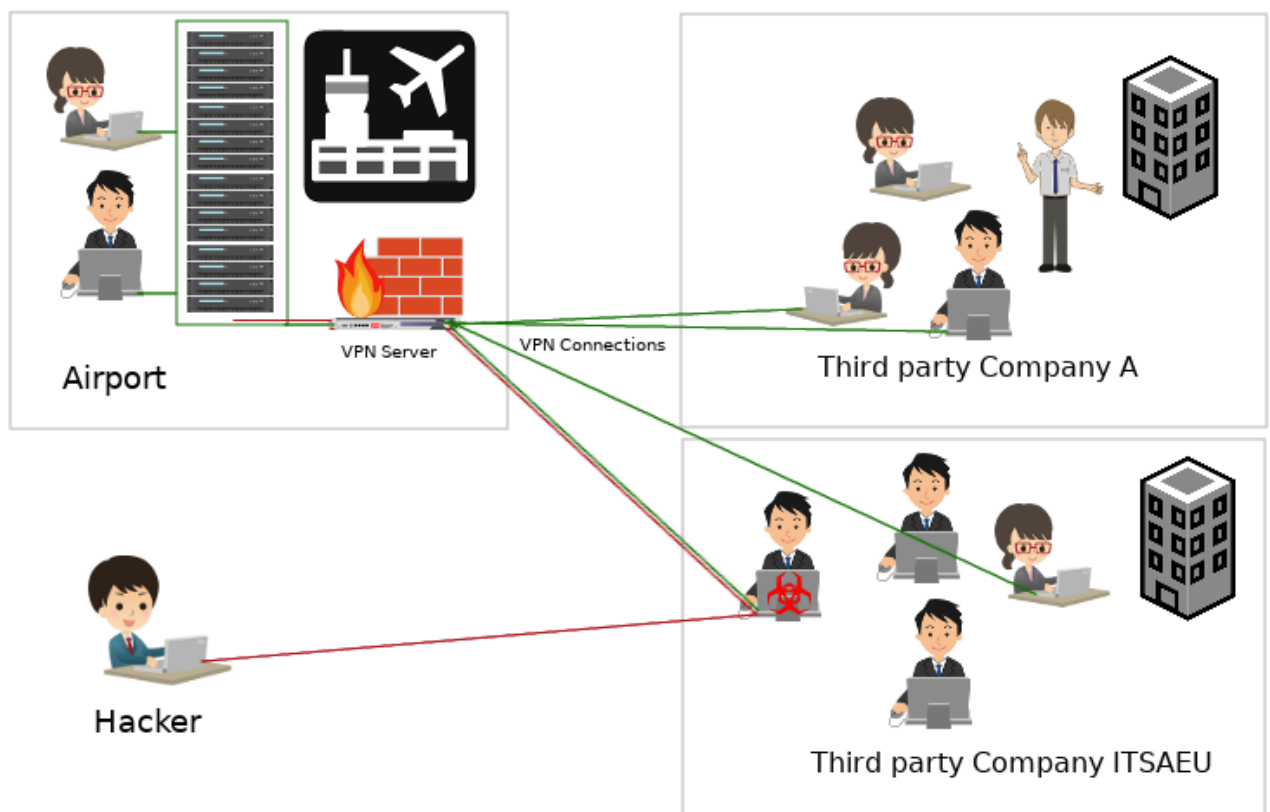 Airport
VPN Server
VPN Connections
Third party Company A
Hacker
Third party Company ITSAEU